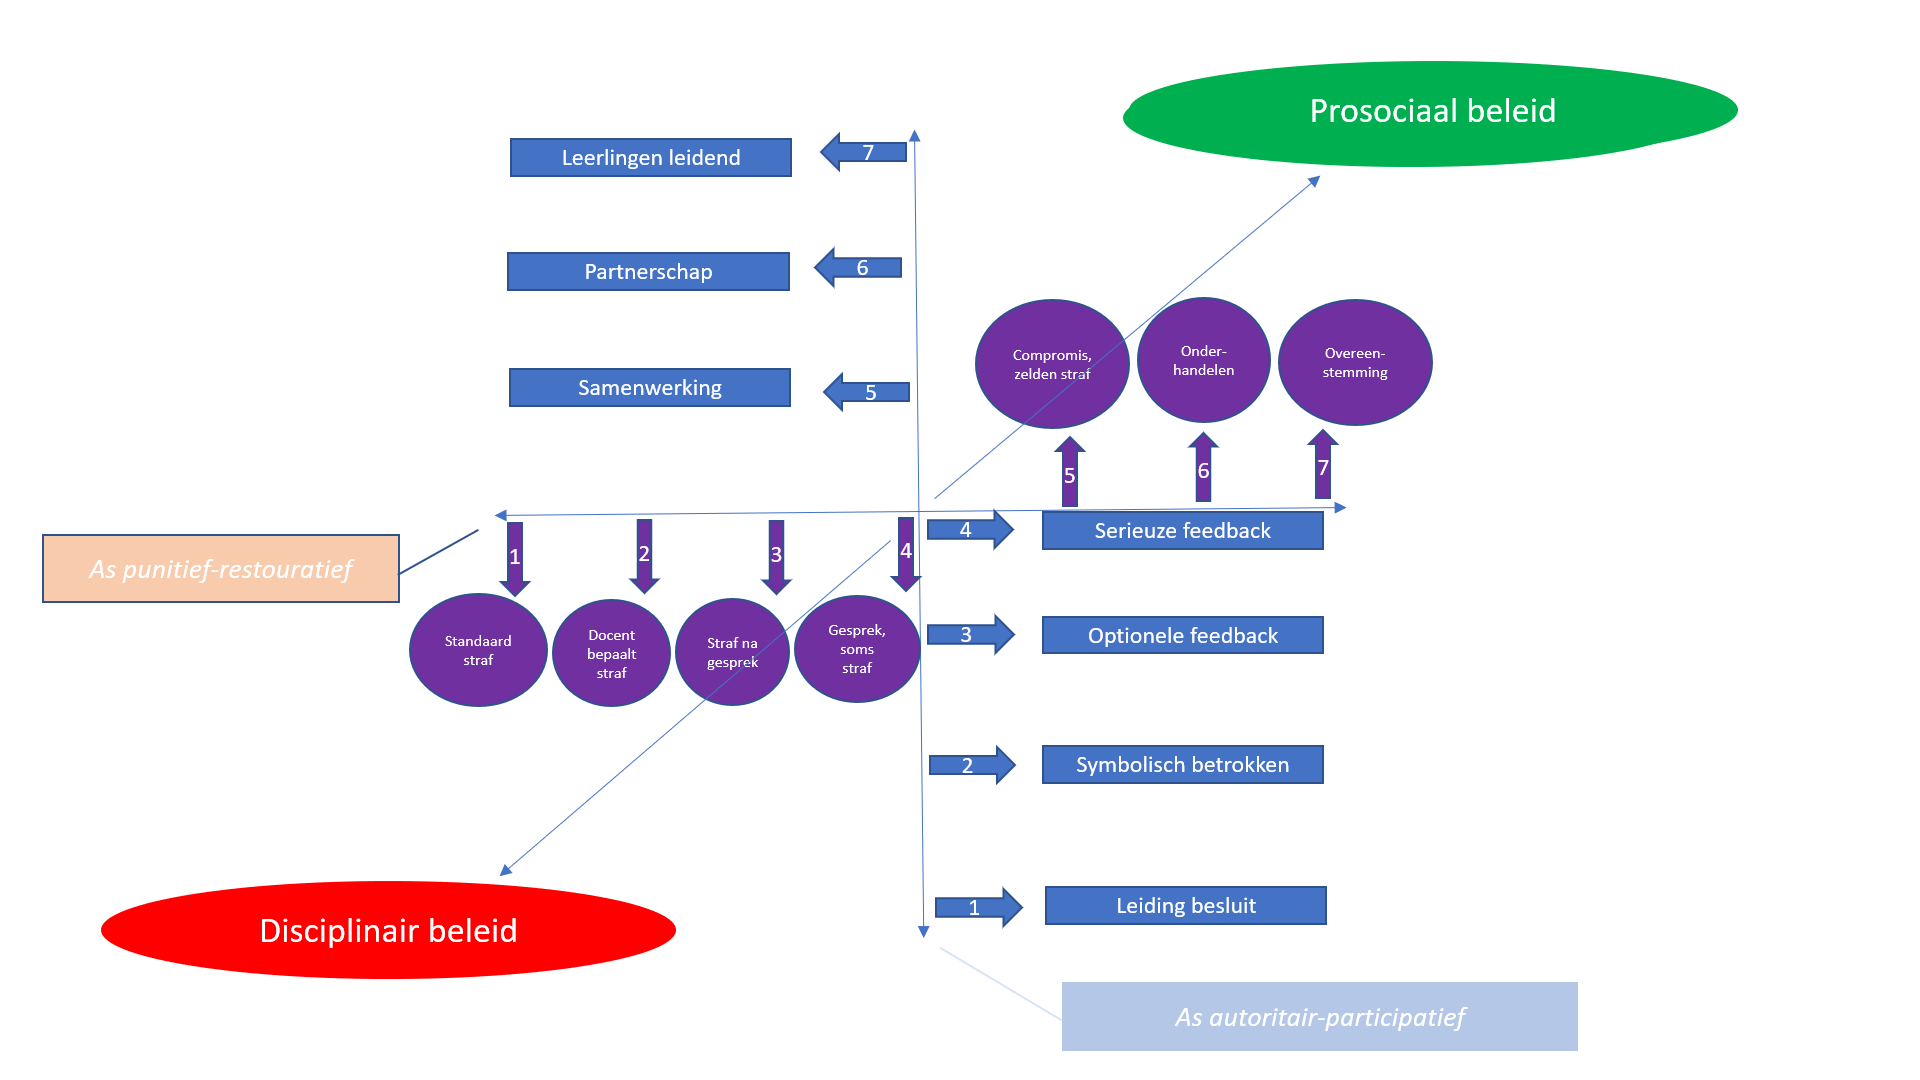 Prosociaal beleid
Leerlingen leidend
7
Partnerschap
6
Samenwerking
5
Compromis,
zelden straf
Onder-
handelen
Overeen-
stemming
5
6
7
As punitief-restouratief
1
2
3
4
4
Serieuze feedback
Standaard
straf
Docent
bepaalt
straf
Straf na
gesprek
Gesprek,
soms
straf
3
Optionele feedback
2
Symbolisch betrokken
1
Leiding besluit
Disciplinair beleid
As autoritair-participatief